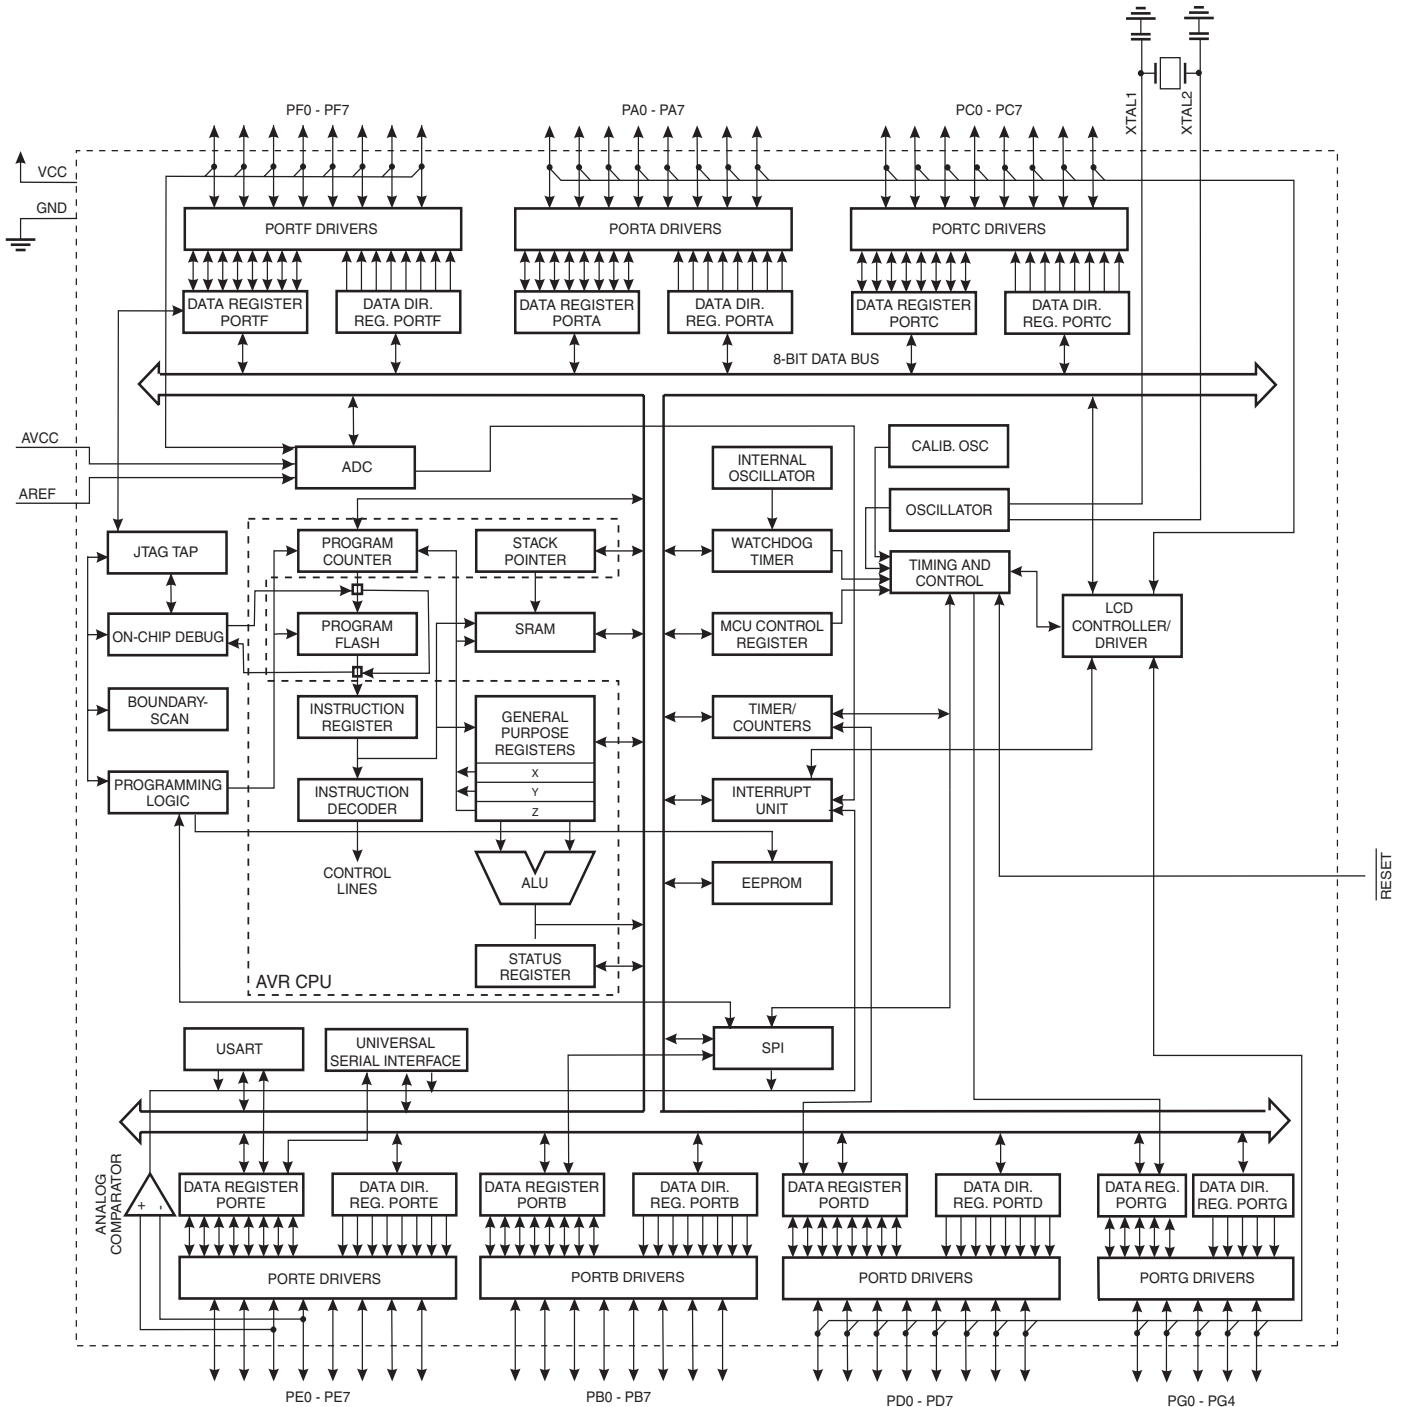 XTAL1
XTAL2
PF0 - PF7
PA0 - PA7
PC0 - PC7
VCC
GND
PORTF DRIVERS
PORTA DRIVERS
PORTC DRIVERS
DATA REGISTER
PORTF
DATA DIR.
REG. PORTF
DATA REGISTER
PORTA
DATA DIR.
REG. PORTA
DATA REGISTER
PORTC
DATA DIR.
REG. PORTC
8-BIT DATA BUS
AVCC
AREF
ADC
INTERNAL
OSCILLATOR
CALIB. OSC
OSCILLATOR
JTAG TAP
PROGRAM
COUNTER
STACK
POINTER
WATCHDOG
TIMER
TIMING AND
CONTROL
LCD
CONTROLLER/
DRIVER
ON-CHIP DEBUG
PROGRAM
FLASH
SRAM
MCU CONTROL
REGISTER
BOUNDARY-
SCAN
INSTRUCTION
REGISTER
GENERAL
PURPOSE
REGISTERS
X
Y
Z
TIMER/
COUNTERS
PROGRAMMING
LOGIC
INSTRUCTION
DECODER
INTERRUPT
UNIT
CONTROL
LINES
ALU
EEPROM
RESET
STATUS
REGISTER
AVR CPU
USART
UNIVERSAL
SERIAL INTERFACE
SPI
ANALOG
COMPARATOR
+
-
DATA REGISTER
PORTE
DATA DIR.
REG. PORTE
DATA REGISTER
PORTB
DATA DIR.
REG. PORTB
DATA REGISTER
PORTD
DATA DIR.
REG. PORTD
DATA REG.
PORTG
DATA DIR.
REG. PORTG
PORTE DRIVERS
PORTB DRIVERS
PORTD DRIVERS
PORTG DRIVERS
PE0 - PE7
PB0 - PB7
PD0 - PD7
PG0 - PG4